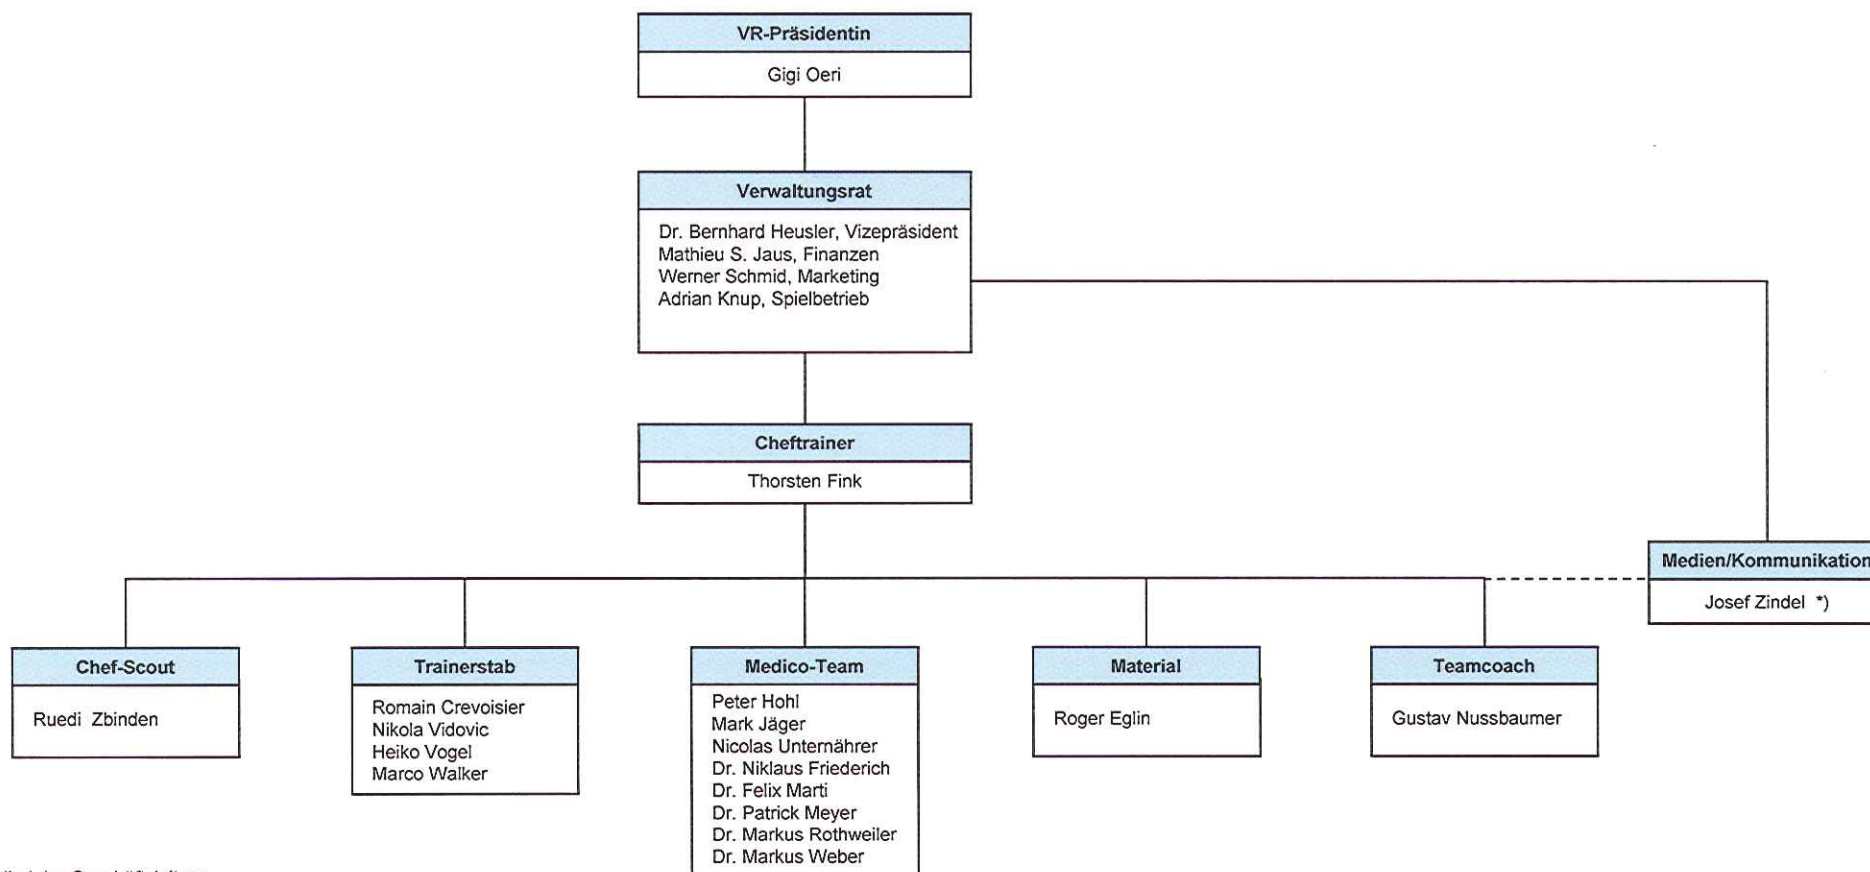 VR-Präsidentin
Gigi Oeri
Verwaltungsrat
Dr. Bernhard Heusler, Vizepräsident
Mathieu S. Jaus, Finanzen
Werner Schmid, Marketing
Adrian Knup, Spielbetrieb
Cheftrainer
Thorsten Fink
Medien/Kommunikation
Josef Zindel *)
Chef-Scout
Ruedi Zbinden
Trainerstab
Romain Crevoisier
Nikola Vidovic
Heiko Vogel
Marco Walker
Medico-Team
Peter Hohl
Mark Jäger
Nicolas Unternährer
Dr. Niklaus Friederich
Dr. Felix Marti
Dr. Patrick Meyer
Dr. Markus Rothweiler
Dr. Markus Weber
Material
Roger Eglin
Teamcoach
Gustav Nussbaumer